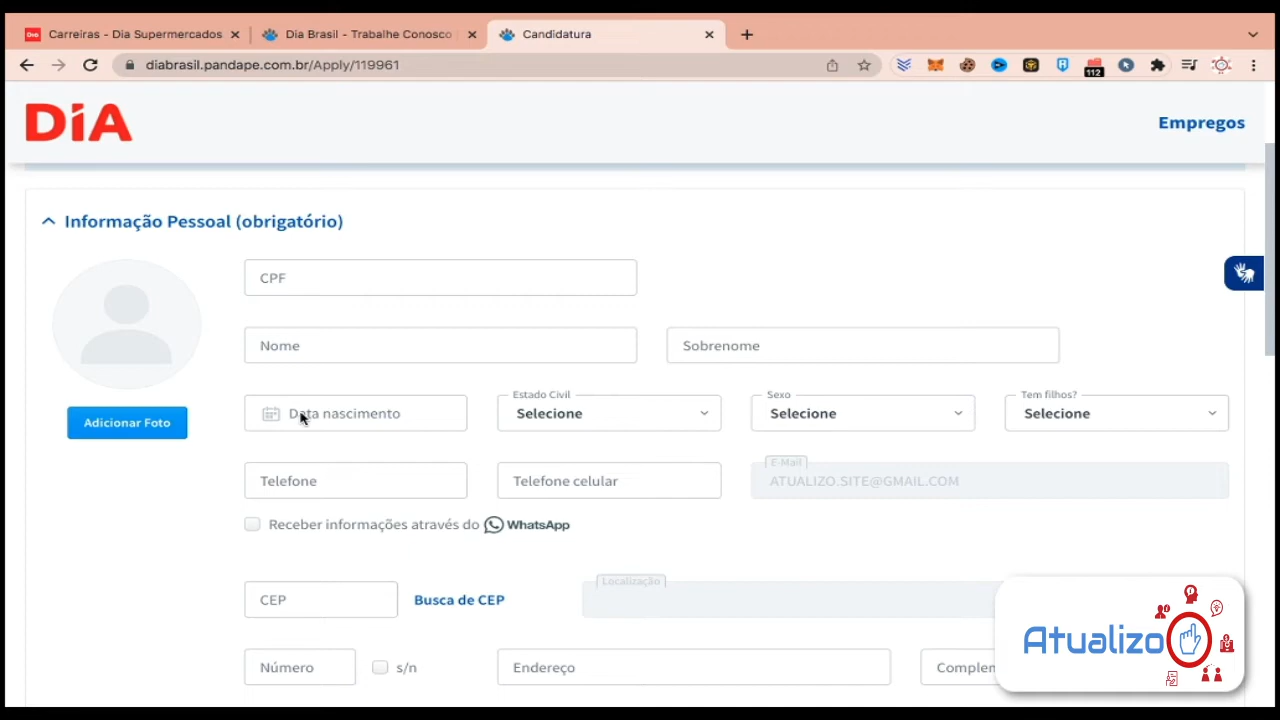 Carreiras - Dia Supermercados
Dia Brasil - Trabalhe Conosco
Candidatura
diabrasil.pandape.com.br/Apply/119961
112
DiA
Empregos
Informação Pessoal (obrigatório)
CPF
Nome
Sobrenome
Data nascimento
Estado Civil
Selecione
Sexo
Selecione
Tem filhos?
Selecione
Adicionar Foto
Telefone
Telefone celular
E-Mail
ATUALIZO.SITE@GMAIL.COM
Receber informações através do WhatsApp
CEP
Busca de CEP
Localização
Número
s/n
Endereço
Complem
Atualizo